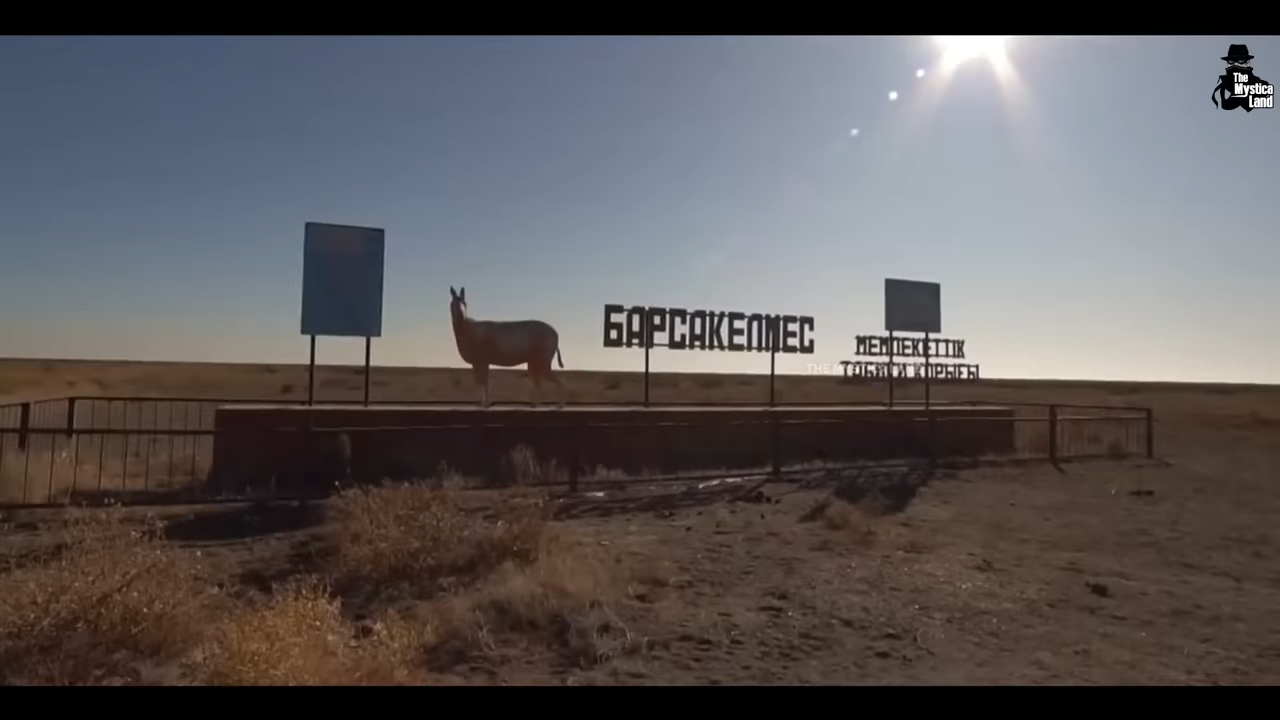 The
Mystica
Land
БАРСАКЕЛМЕС
МЕМЛЕКЕТТІК
ТАБИҒИ ҚОРЫҒЫ